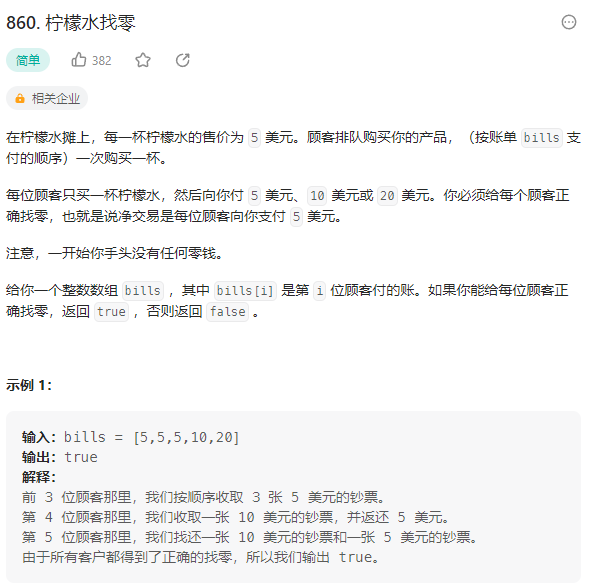 860. 柠檬水找零
简单 382
相关企业
在柠檬水摊上，每一杯柠檬水的售价为 5 美元。顾客排队购买你的产品，（按账单 bills 支
付的顺序）一次购买一杯。
每位顾客只买一杯柠檬水，然后向你付 5 美元、10 美元或 20 美元。你必须给每个顾客正
确找零，也就是说净交易是每位顾客向你支付 5 美元。
注意，一开始你手头没有任何零钱。
给你一个整数数组 bills ，其中 bills[i] 是第 i 位顾客付的账。如果你能给每位顾客正
确找零，返回 true ，否则返回 false 。
示例 1：
输入：bills = [5,5,5,10,20]
输出：true
解释：
前 3 位顾客那里，我们按顺序收取 3 张 5 美元的钞票。
第 4 位顾客那里，我们收取一张 10 美元的钞票，并返还 5 美元。
第 5 位顾客那里，我们找还一张 10 美元的钞票和一张 5 美元的钞票。
由于所有客户都得到了正确的找零，所以我们输出 true。